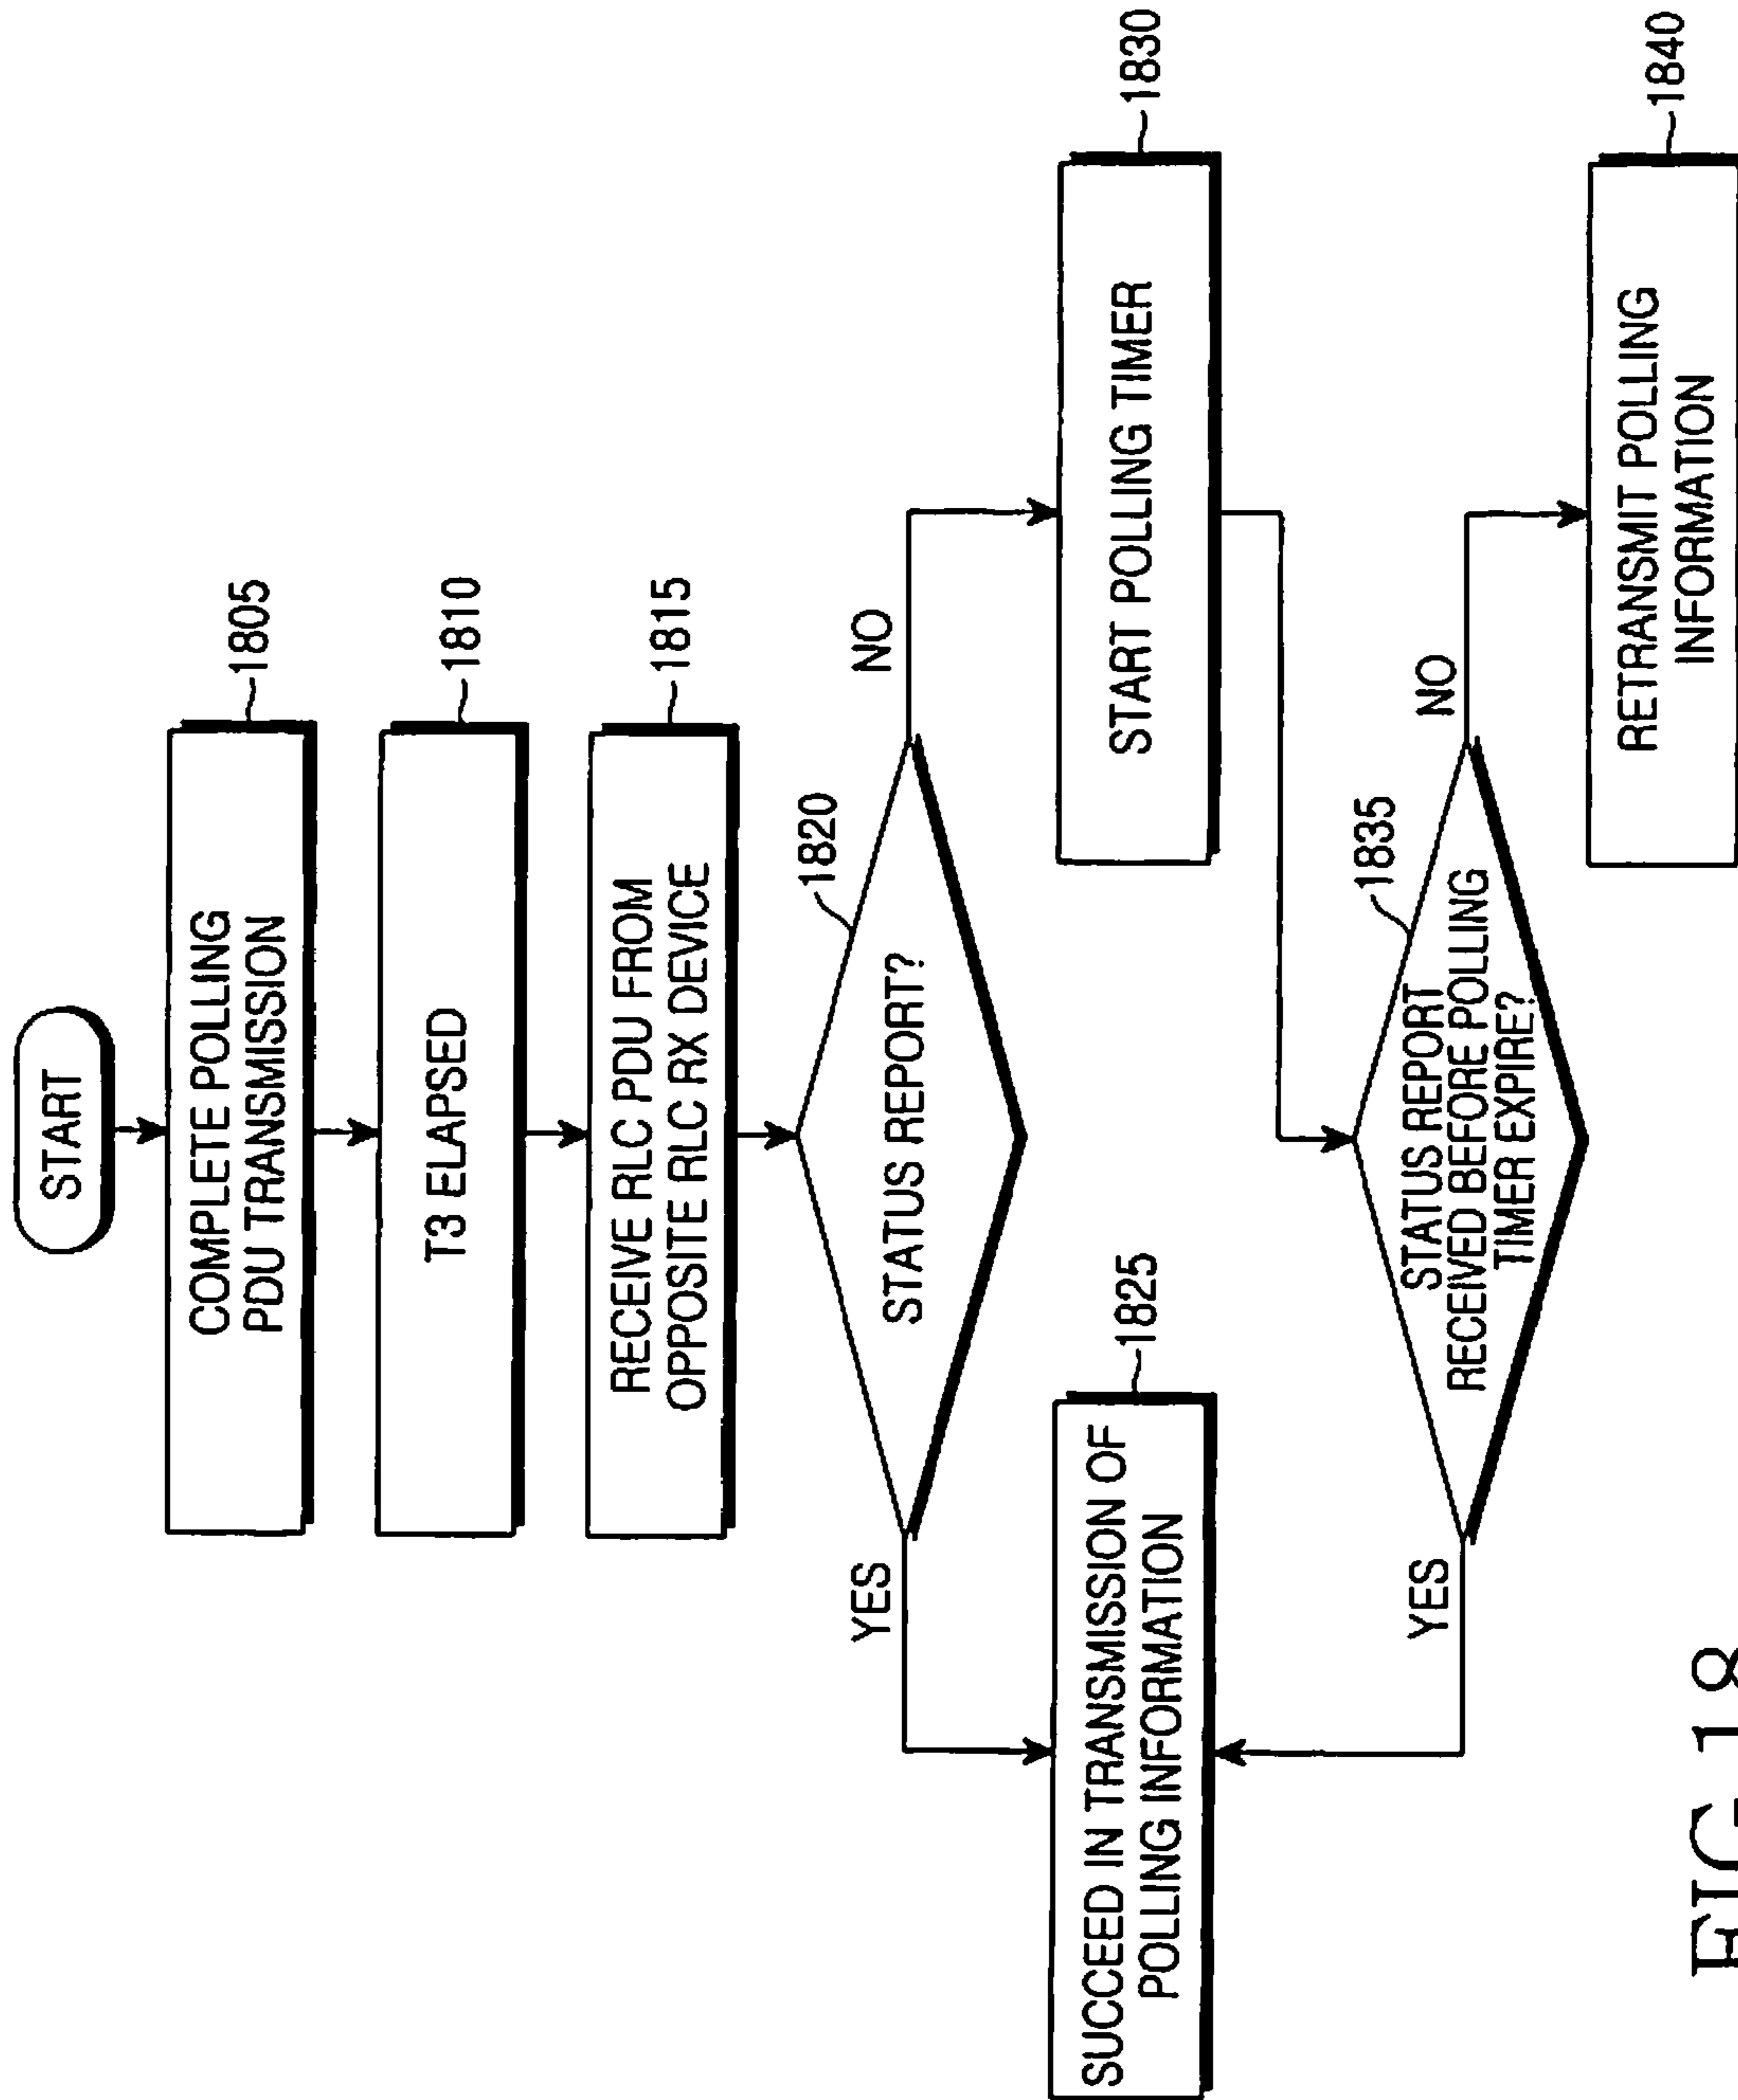 START
COMPLETE POLLING
PDU TRANSMISSION
1805
T3 ELAPSED
1810
RECEIVE RLC PDU FROM
OPPOSITE RLC RX DEVICE
1815
STATUS REPORT?
1820
YES
NO
SUCCEED IN TRANSMISSION OF
POLLING INFORMATION
1825
START POLLING TIMER
1830
STATUS REPORT
RECEIVED BEFORE POLLING
TIMER EXPIRE?
1835
YES
NO
RETRANSMIT POLLING
INFORMATION
1840
FIG.18